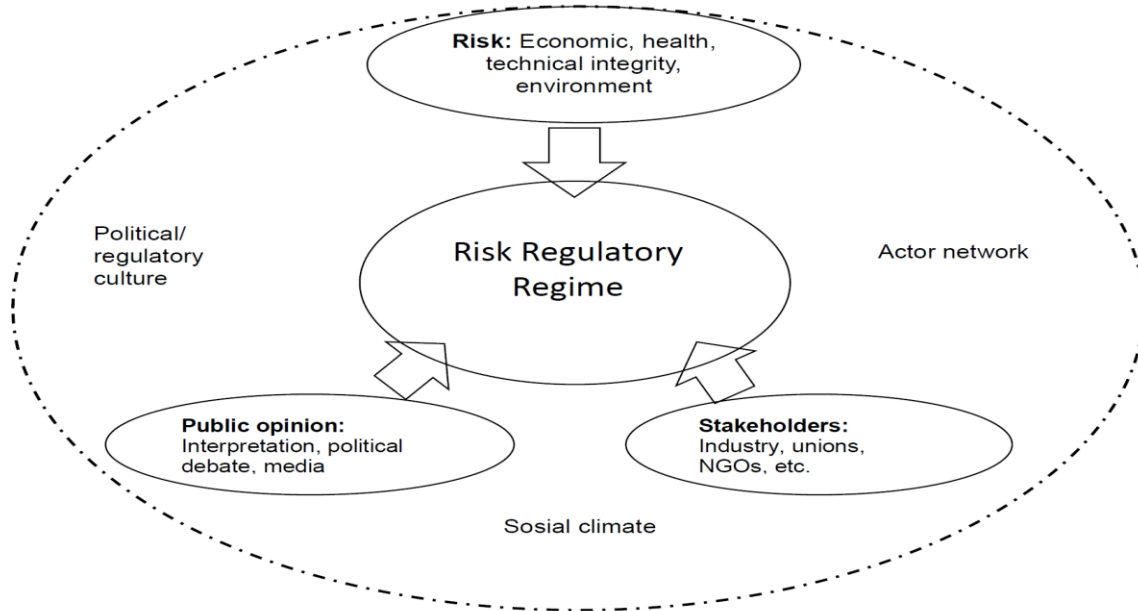 Risk: Economic, health,
technical integrity,
environment
Political/
regulatory
culture
Risk Regulatory
Regime
Actor network
Public opinion:
Interpretation, political
debate, media
Stakeholders:
Industry, unions,
NGOs, etc.
Sosial climate